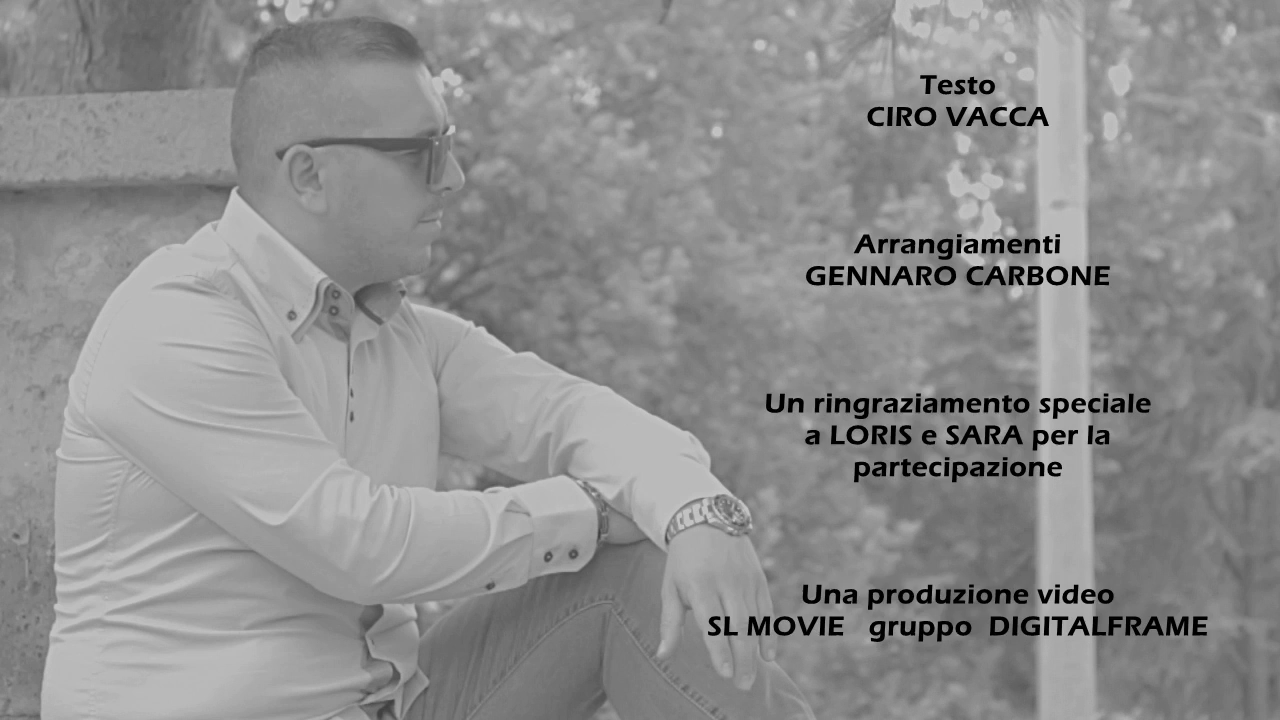 Testo
CIRO VACCA
Arrangiamenti
GENNARO CARBONE
Un ringraziamento speciale
a LORIS e SARA per la
partecipazione
Una produzione video
SL MOVIE gruppo DIGITALFRAME